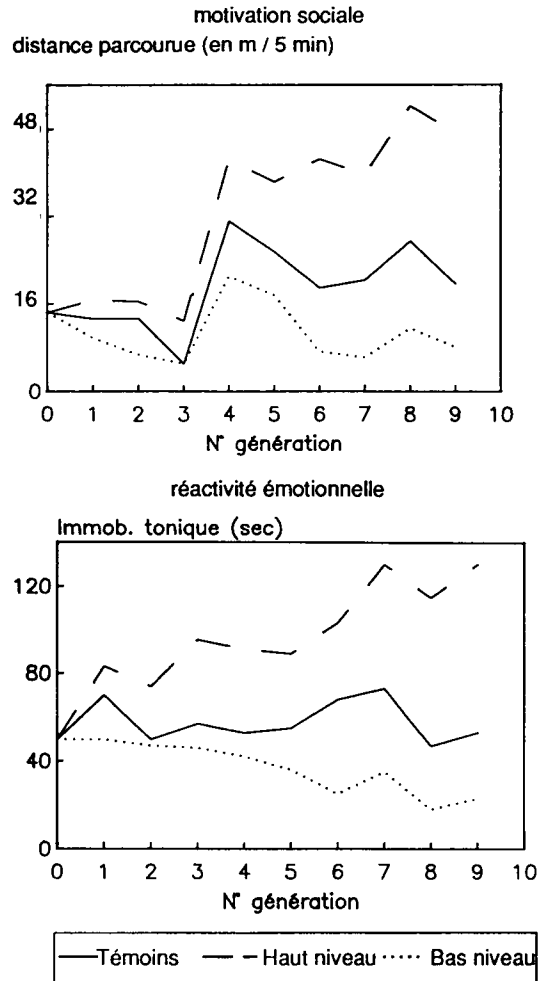 motivation sociale
distance parcourue (en m / 5 min)
48
32
16
0
0 1 2 3 4 5 6 7 8 9 10
N° génération
réactivité émotionnelle
Immob. tonique (sec)
120
80
40
0
0 1 2 3 4 5 6 7 8 9 10
N° génération
Témoins Haut niveau Bas niveau